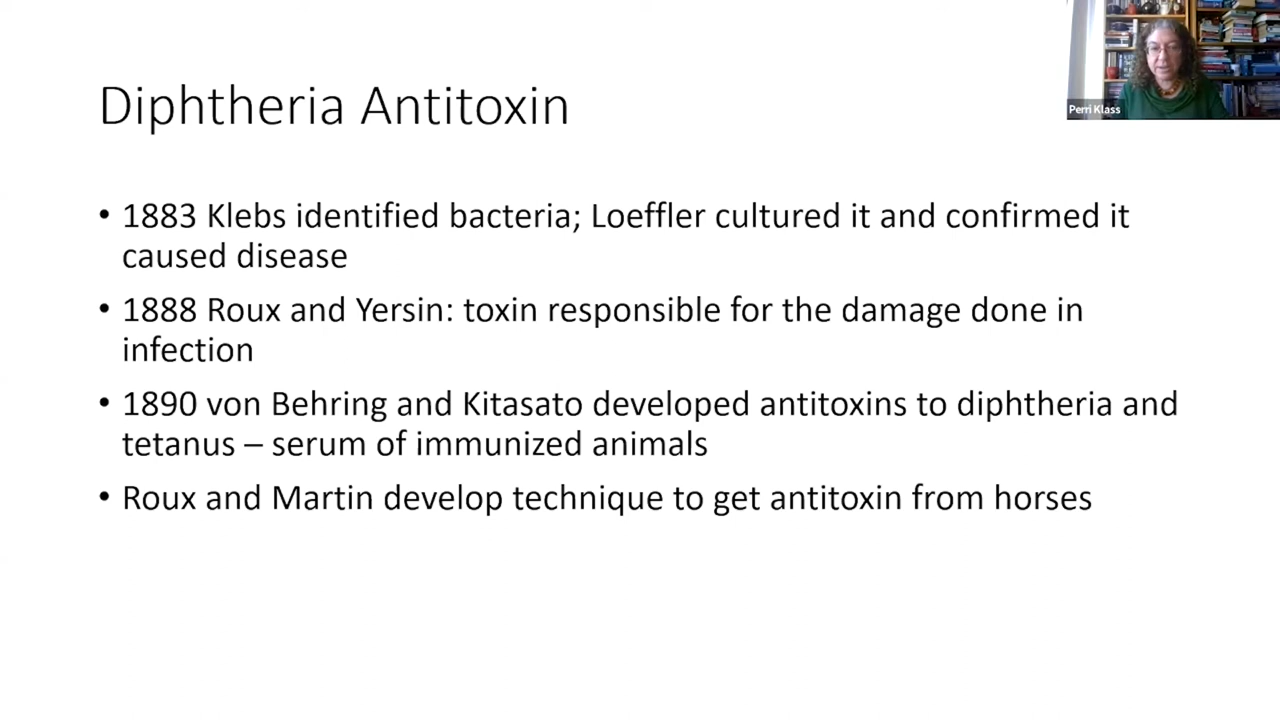 Perri Klass
Diphtheria Antitoxin
• 1883 Klebs identified bacteria; Loeffler cultured it and confirmed it
caused disease
• 1888 Roux and Yersin: toxin responsible for the damage done in
infection
• 1890 von Behring and Kitasato developed antitoxins to diphtheria and
tetanus – serum of immunized animals
• Roux and Martin develop technique to get antitoxin from horses